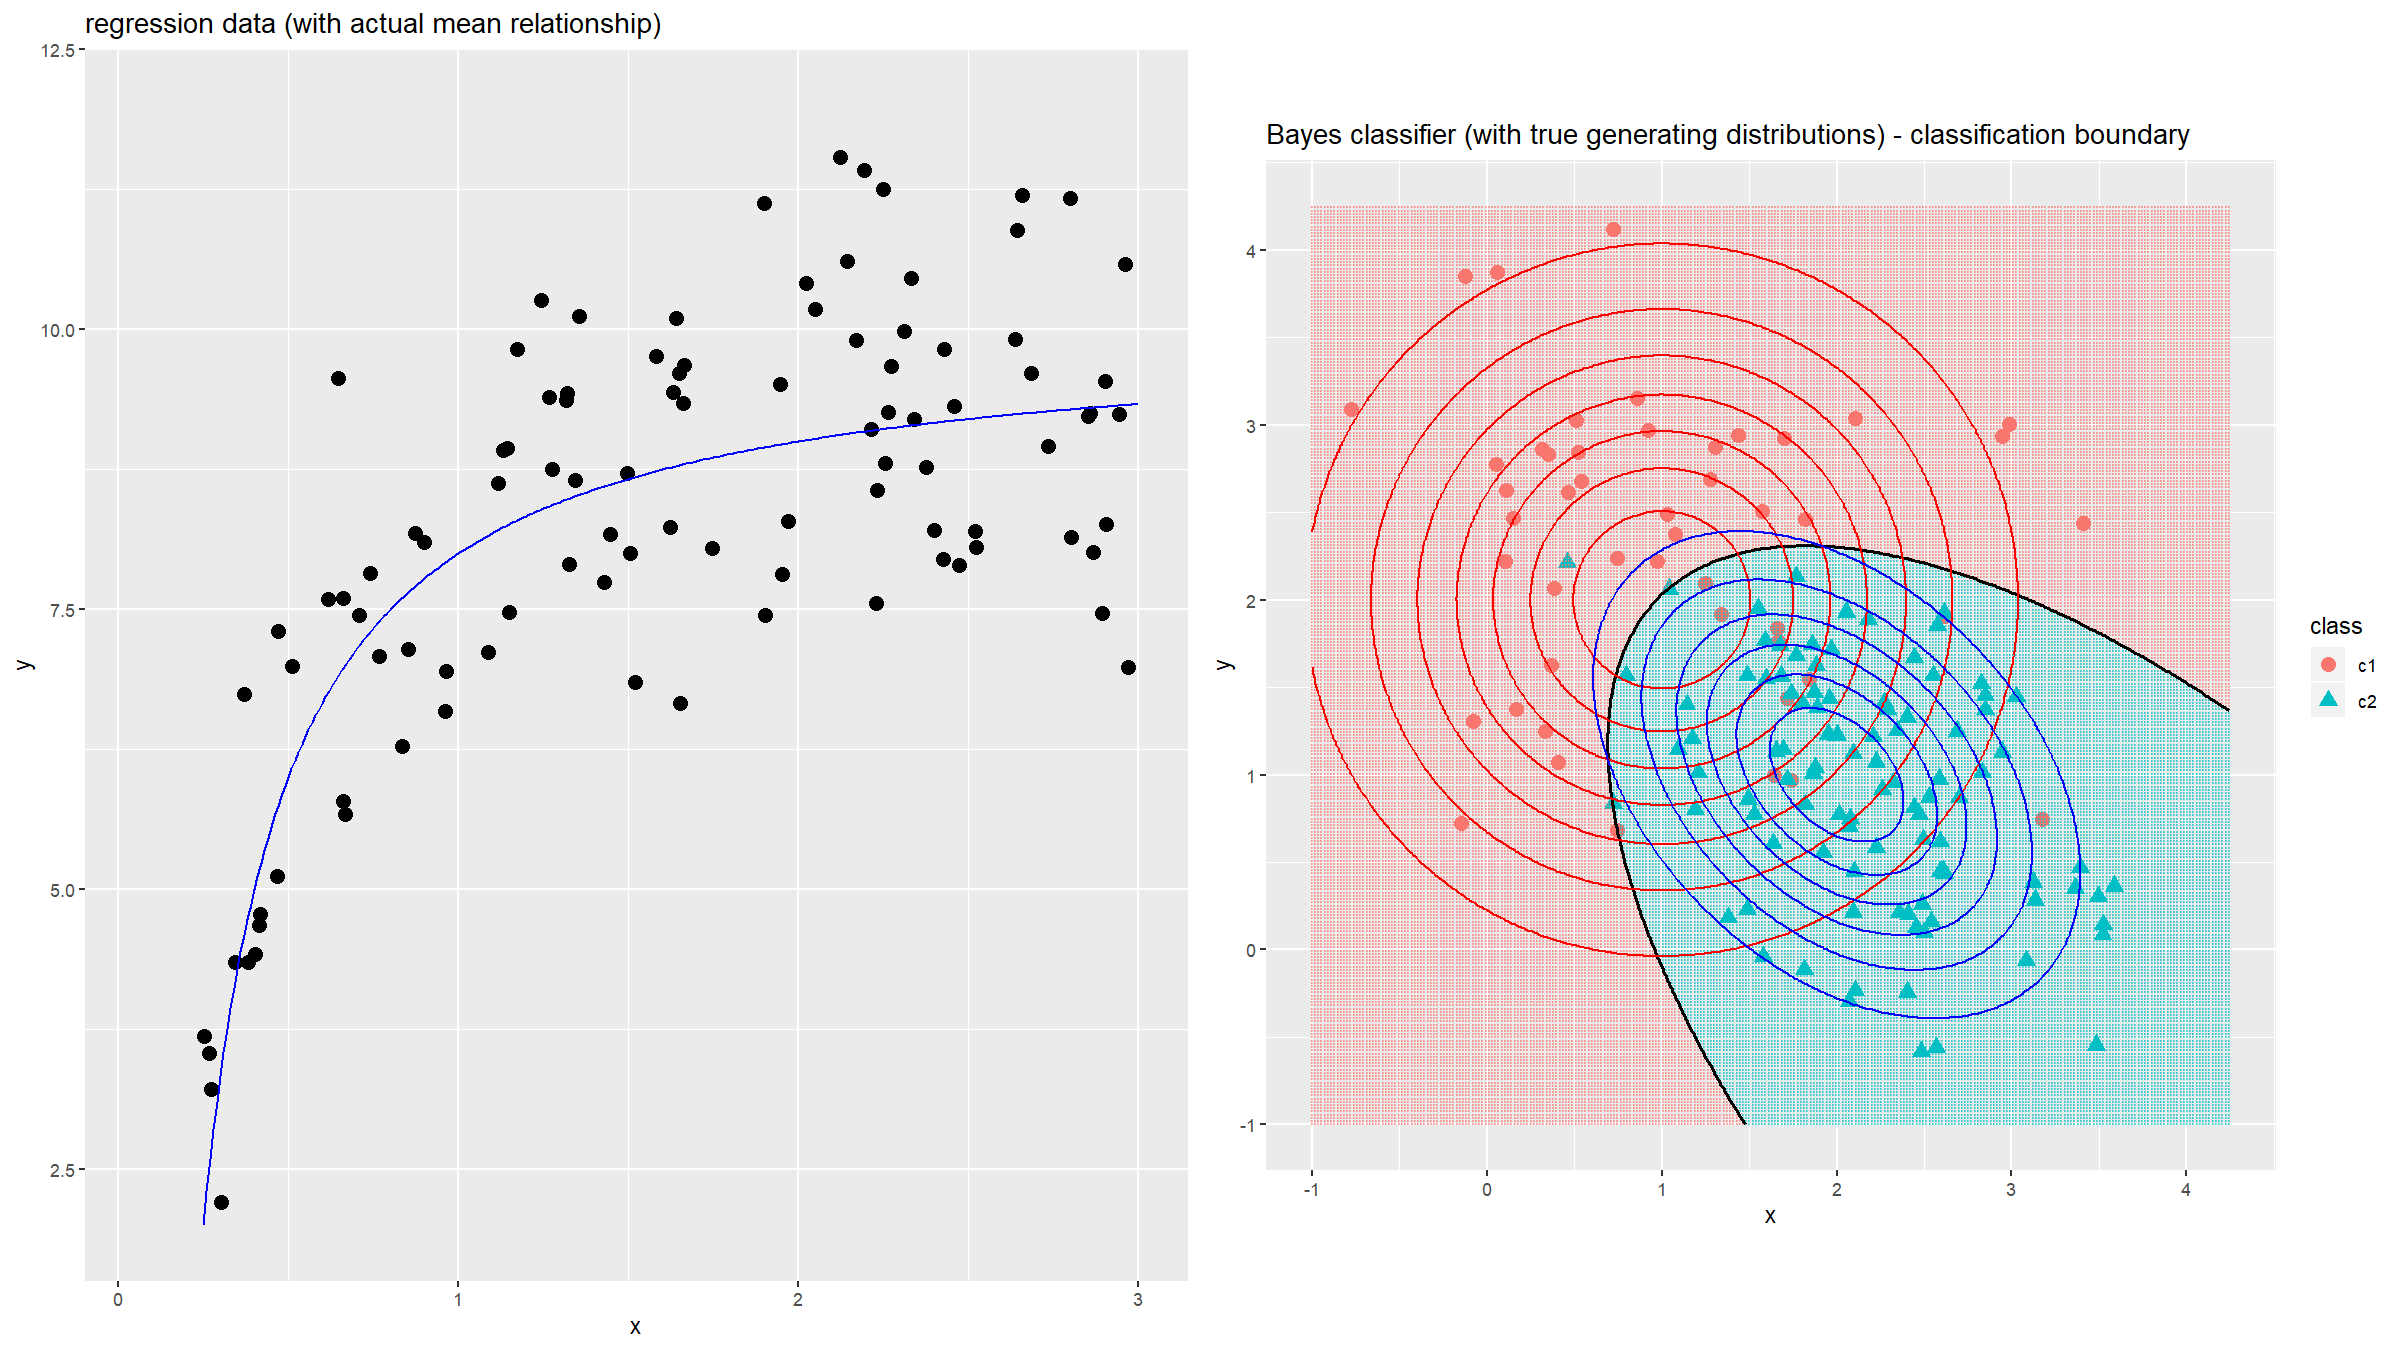 regression data (with actual mean relationship)
12.5
10.0
7.5
5.0
2.5
y
0 1 2 3
x
Bayes classifier (with true generating distributions) - classification boundary
4
3
2
1
0
-1
y
-1 0 1 2 3 4
x
class
c1
c2